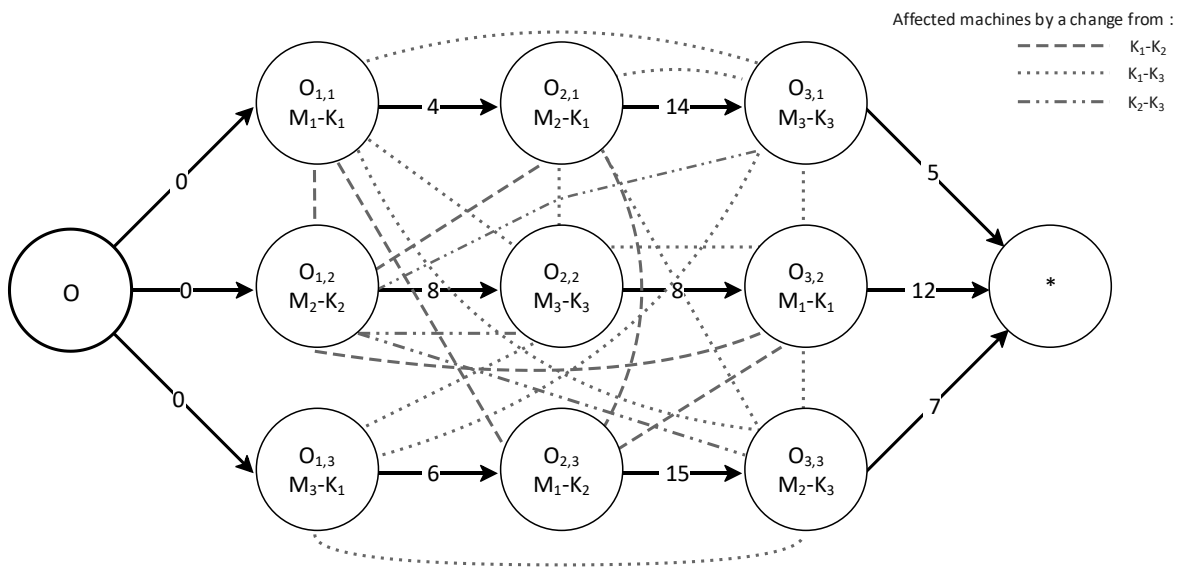 Affected machines by a change from :
K₁-K₂
K₁-K₃
K₂-K₃
O₁,₁
M₁-K₁
4
O₂,₁
M₂-K₁
14
O₃,₁
M₃-K₃
0
5
O
0
O₁,₂
M₂-K₂
8
O₂,₂
M₃-K₃
8
O₃,₂
M₁-K₁
12
*
0
7
O₁,₃
M₃-K₁
6
O₂,₃
M₁-K₂
15
O₃,₃
M₂-K₃